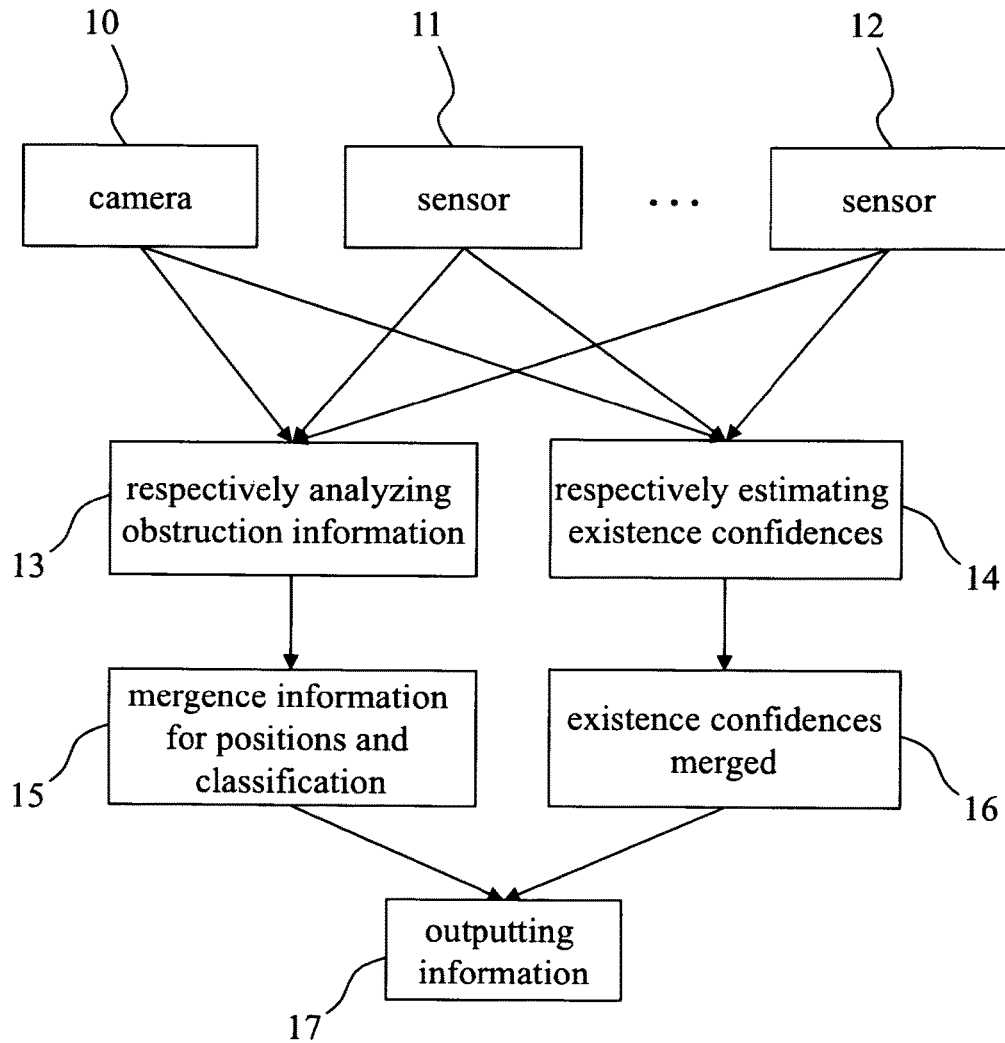 10
11
12
camera
sensor
...
sensor
respectively analyzing
obstruction information
respectively estimating
existence confidences
13
14
mergence information
for positions and
classification
existence confidences
merged
15
16
outputting
information
17